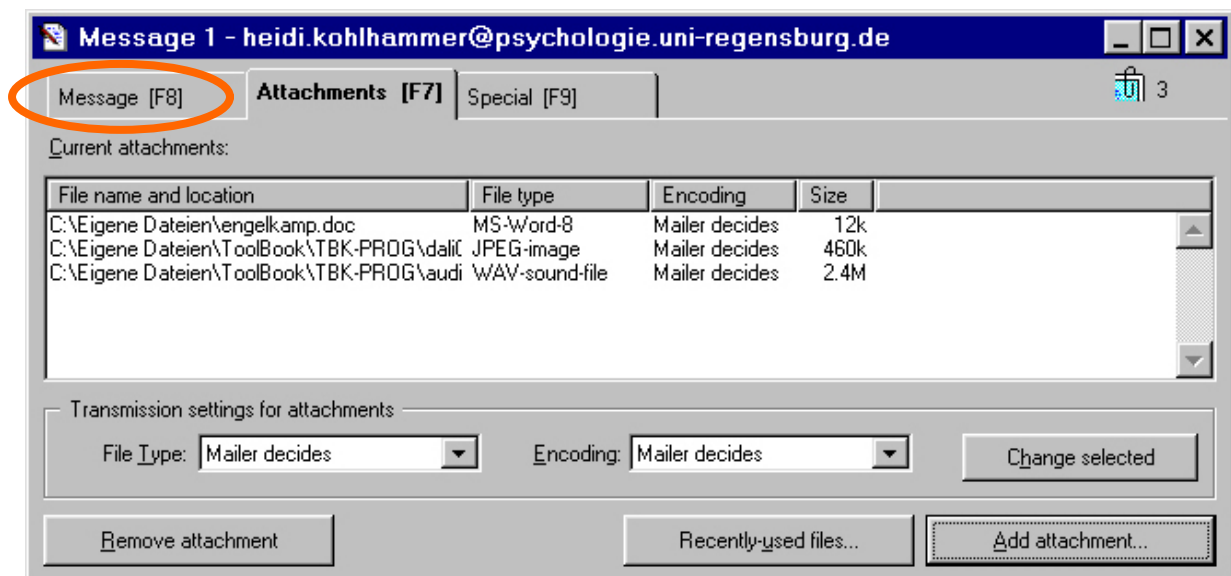 Message 1 - heidi.kohlhammer@psychologie.uni-regensburg.de
Message [F8] Attachments [F7] Special [F9] 3
Current attachments:
File name and location File type Encoding Size
C:\Eigene Dateien\engelkamp.doc MS-Word-8 Mailer decides 12k
C:\Eigene Dateien\ToolBook\TBK-PROG\dali JPEG-image Mailer decides 460k
C:\Eigene Dateien\ToolBook\TBK-PROG\audi WAV-sound-file Mailer decides 2.4M
Transmission settings for attachments
File Type: Mailer decides Encoding: Mailer decides Change selected
Remove attachment Recently-used files... Add attachment...